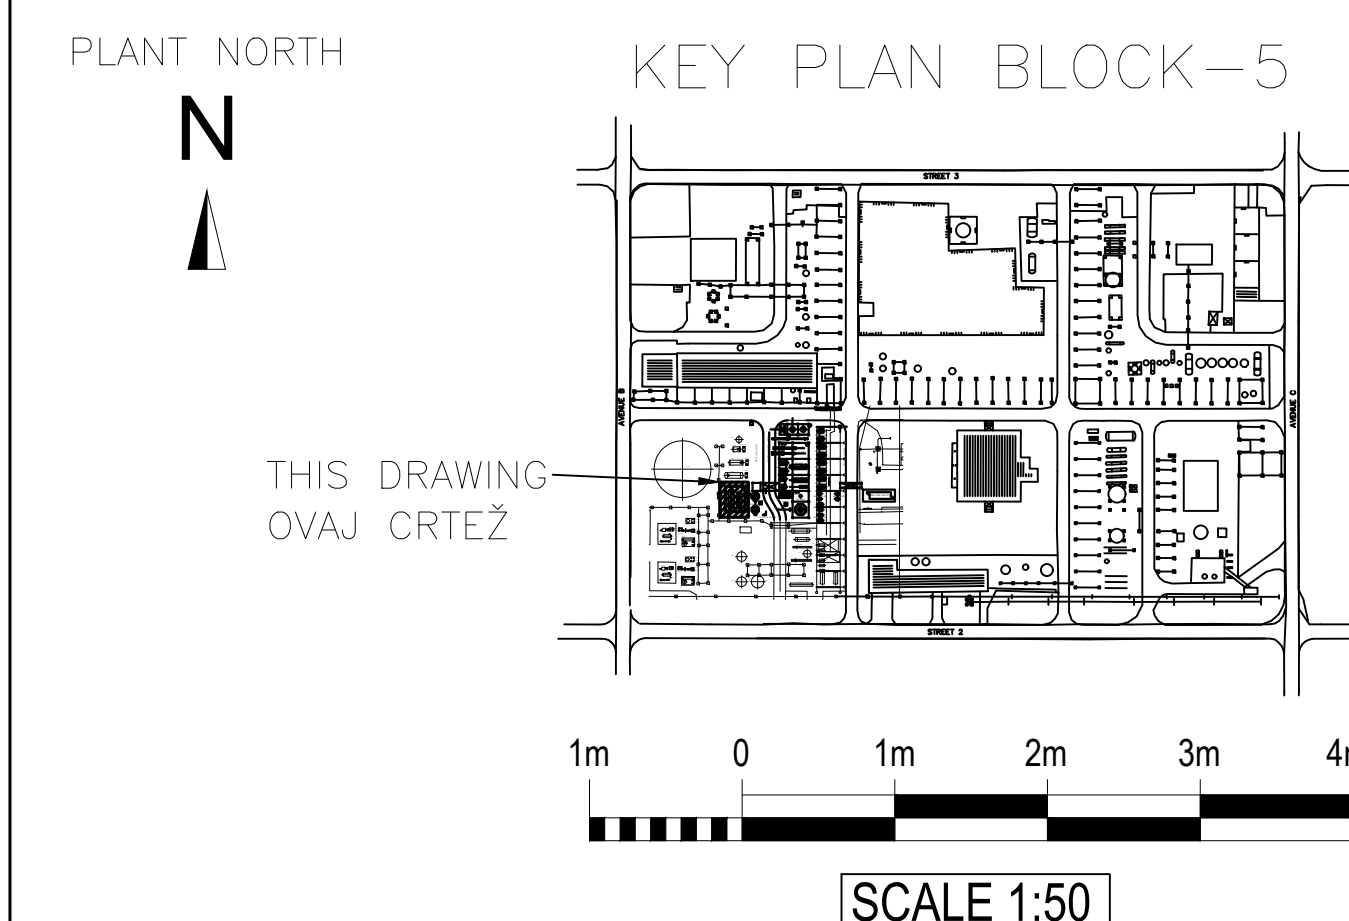 PLANT NORTH
N
KEY PLAN BLOCK-5
STREET 3
AVENUE B
AVENUE C
THIS DRAWING
OVAJ CRTEŽ
STREET 2
1m 0 1m 2m 3m
SCALE 1:50